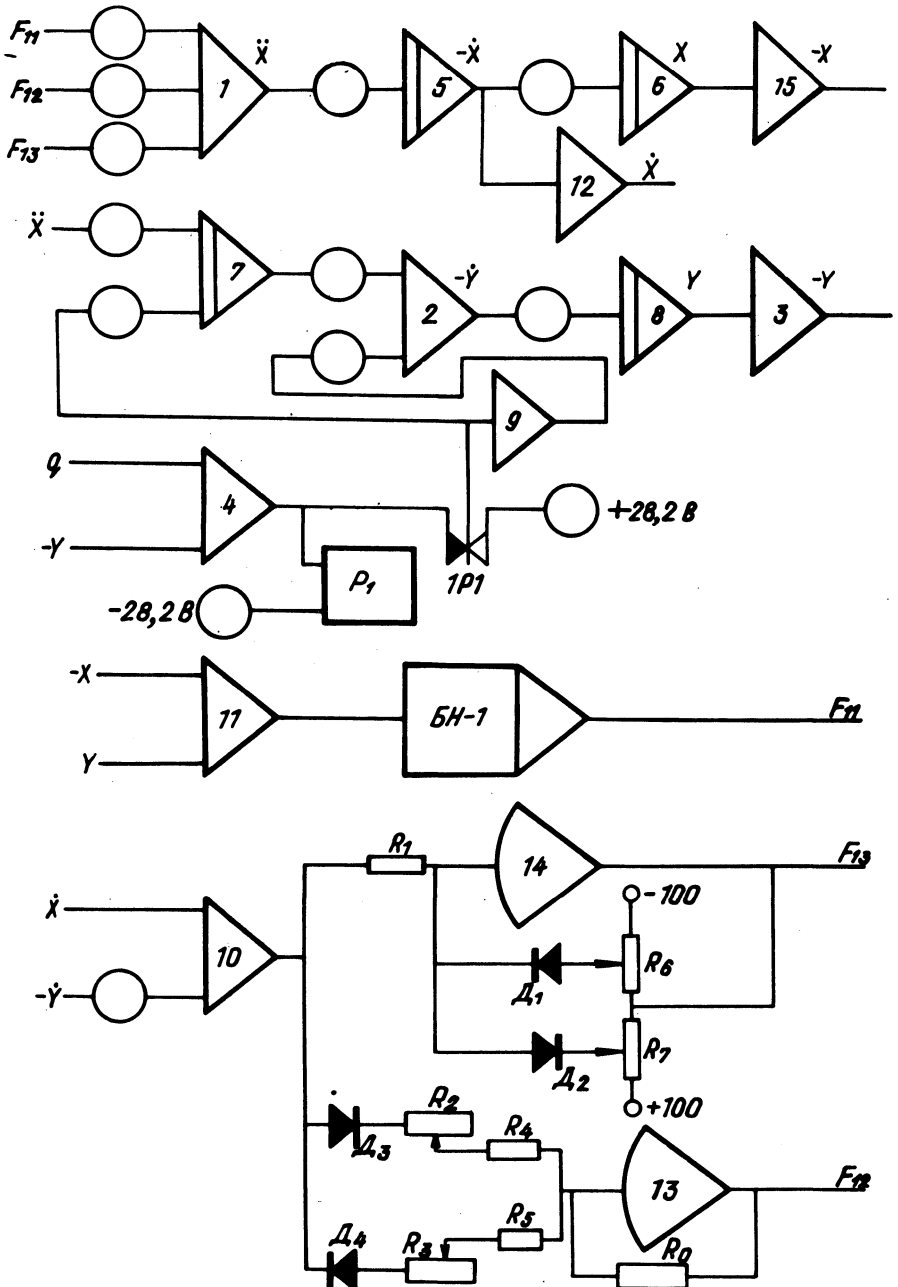 F11
Ẍ
-Ẋ
X
-X
F12
1
5
6
15
F13
12
Ẋ
Ẍ
7
-Ẏ
Y
-Y
2
8
3
9
q
4
+28,2 В
-Y
P1
1P1
-28,2 В
-X
11
БН-1
F11
Y
R1
14
F13
-100
Ẋ
10
R6
Д1
-Ẏ
R7
Д2
+100
R2
Д3
R4
13
F12
R5
Д4
R3
R0